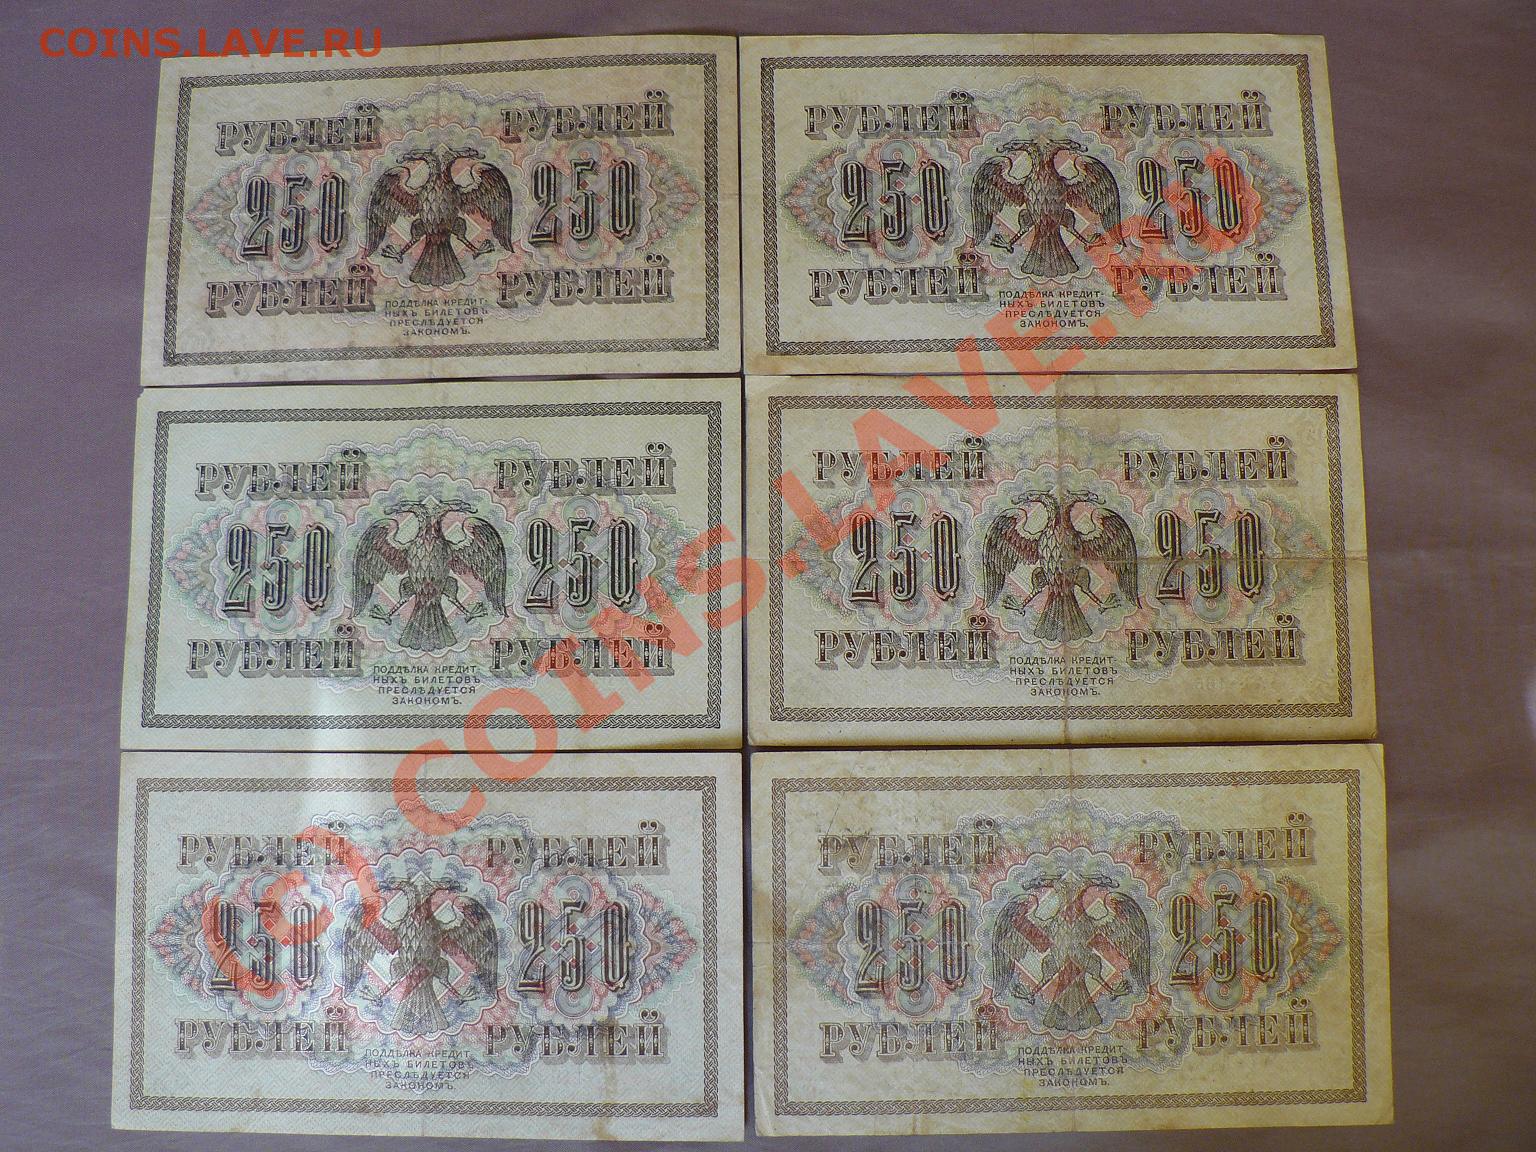 COINS.LAVE.RU
РУБЛЕЙ РУБЛЕЙ
250 250
РУБЛЕЙ РУБЛЕЙ
ПОДДѢЛКА КРЕДИТ-
НЫХЪ БИЛЕТОВЪ
ПРЕСЛѢДУЕТСЯ
ЗАКОНОМЪ.
РУБЛЕЙ РУБЛЕЙ
250 250
РУБЛЕЙ РУБЛЕЙ
ПОДДѢЛКА КРЕДИТ-
НЫХЪ БИЛЕТОВЪ
ПРЕСЛѢДУЕТСЯ
ЗАКОНОМЪ.
РУБЛЕЙ РУБЛЕЙ
250 250
РУБЛЕЙ РУБЛЕЙ
ПОДДѢЛКА КРЕДИТ-
НЫХЪ БИЛЕТОВЪ
ПРЕСЛѢДУЕТСЯ
ЗАКОНОМЪ.
РУБЛЕЙ РУБЛЕЙ
250 250
РУБЛЕЙ РУБЛЕЙ
ПОДДѢЛКА КРЕДИТ-
НЫХЪ БИЛЕТОВЪ
ПРЕСЛѢДУЕТСЯ
ЗАКОНОМЪ.
РУБЛЕЙ РУБЛЕЙ
250 250
РУБЛЕЙ РУБЛЕЙ
ПОДДѢЛКА КРЕДИТ-
НЫХЪ БИЛЕТОВЪ
ПРЕСЛѢДУЕТСЯ
ЗАКОНОМЪ.
РУБЛЕЙ РУБЛЕЙ
250 250
РУБЛЕЙ РУБЛЕЙ
ПОДДѢЛКА КРЕДИТ-
НЫХЪ БИЛЕТОВЪ
ПРЕСЛѢДУЕТСЯ
ЗАКОНОМЪ.
(C) COINS.LAVE.RU